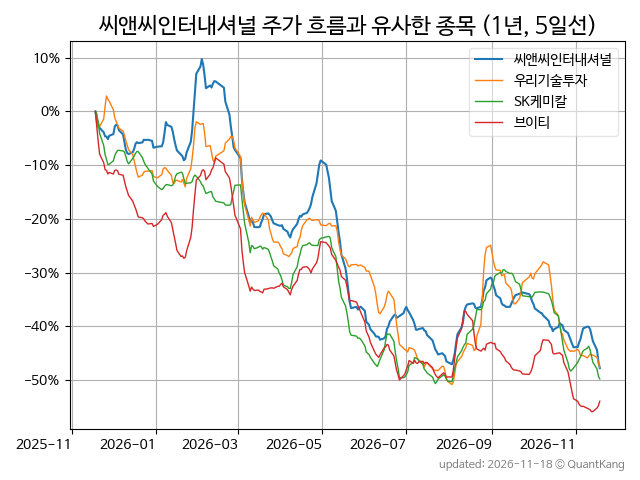 씨앤씨인터내셔널 주가 흐름과 유사한 종목 (1년, 5일선)
씨앤씨인터내셔널
우리기술투자
SK케미칼
브이티
10%
0%
−10%
−20%
−30%
−40%
−50%
2025−11 2026−01 2026−03 2026−05 2026−07 2026−09 2026−11
updated: 2026-11-18 © QuantKang